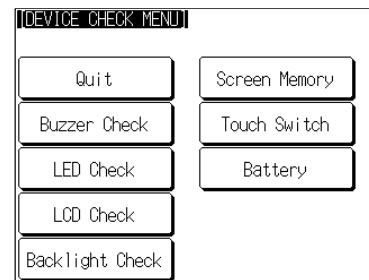 [DEVICE CHECK MENU]
Quit
Screen Memory
Buzzer Check
Touch Switch
LED Check
Battery
LCD Check
Backlight Check